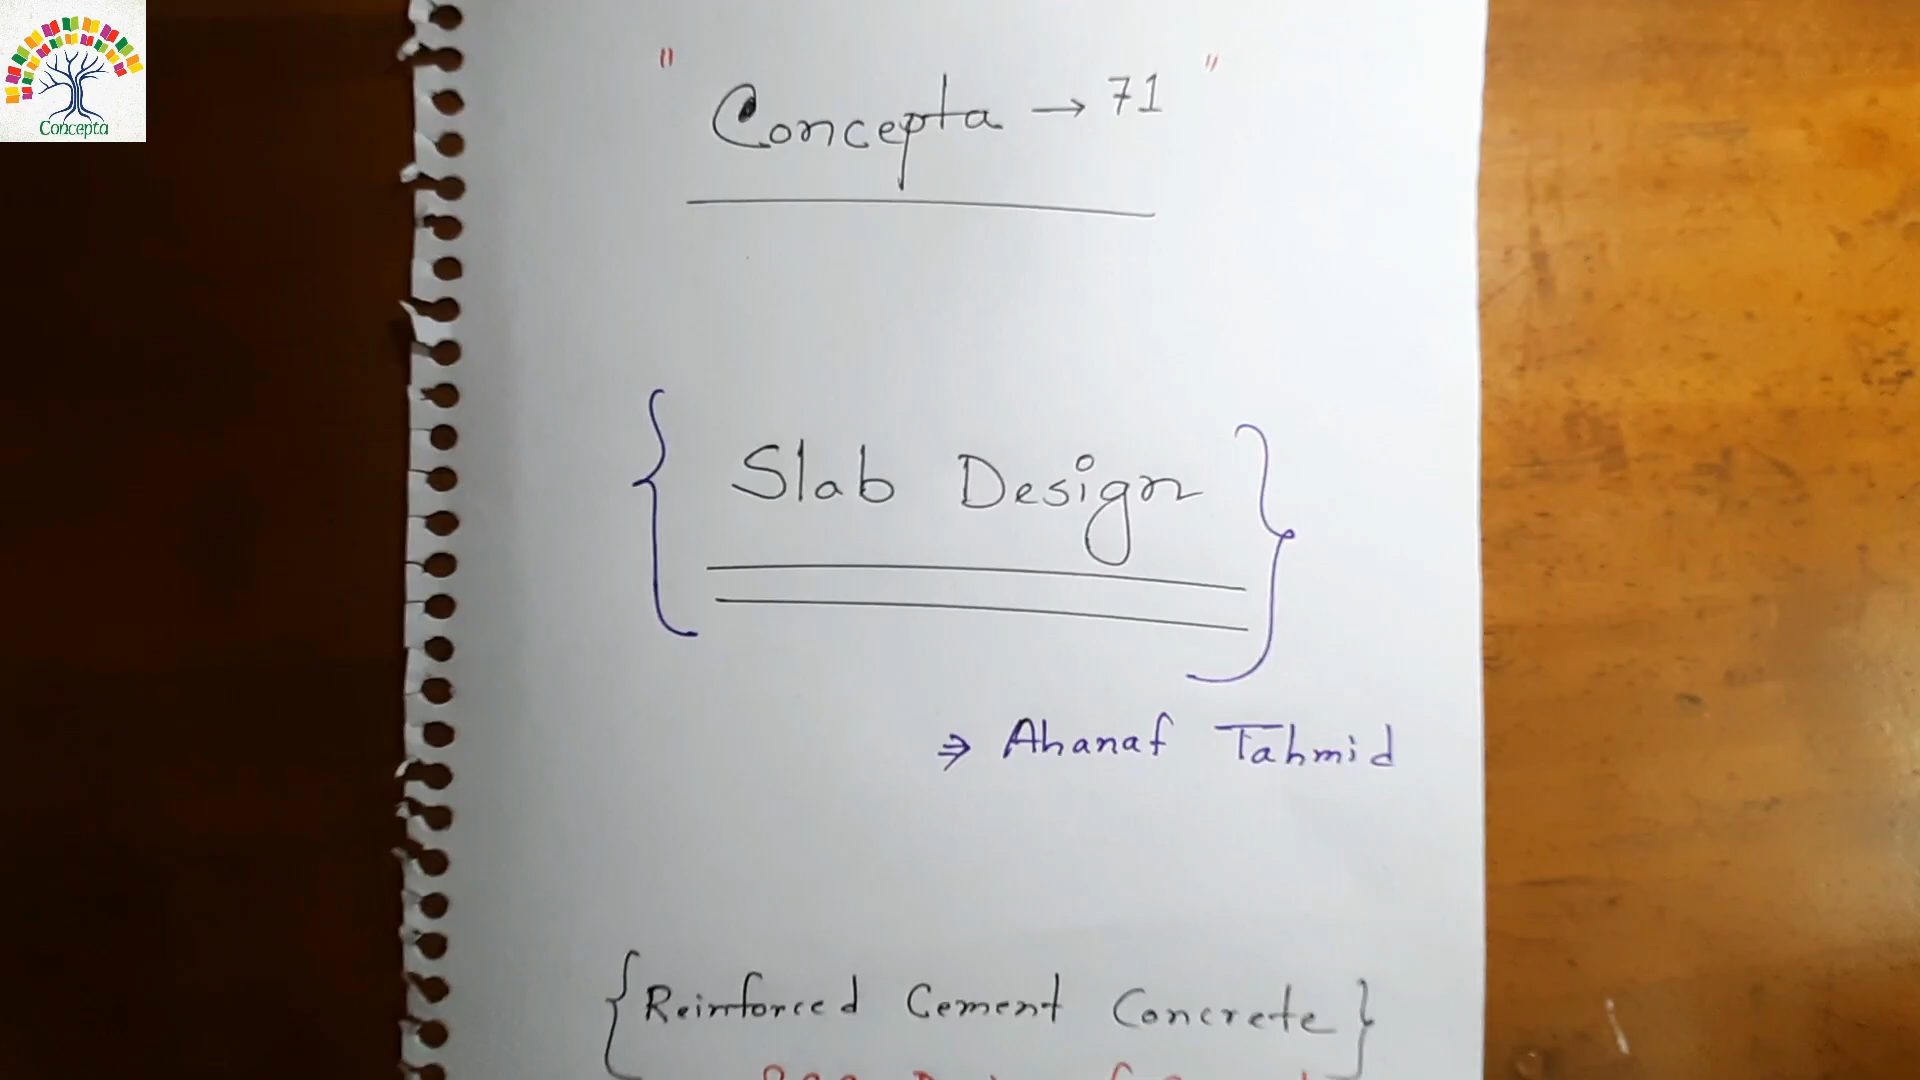 Concepta
" Concepta → 71 "
{ Slab Design }
⇒ Ahanaf Tahmid
{ Reinforced Cement Concrete }